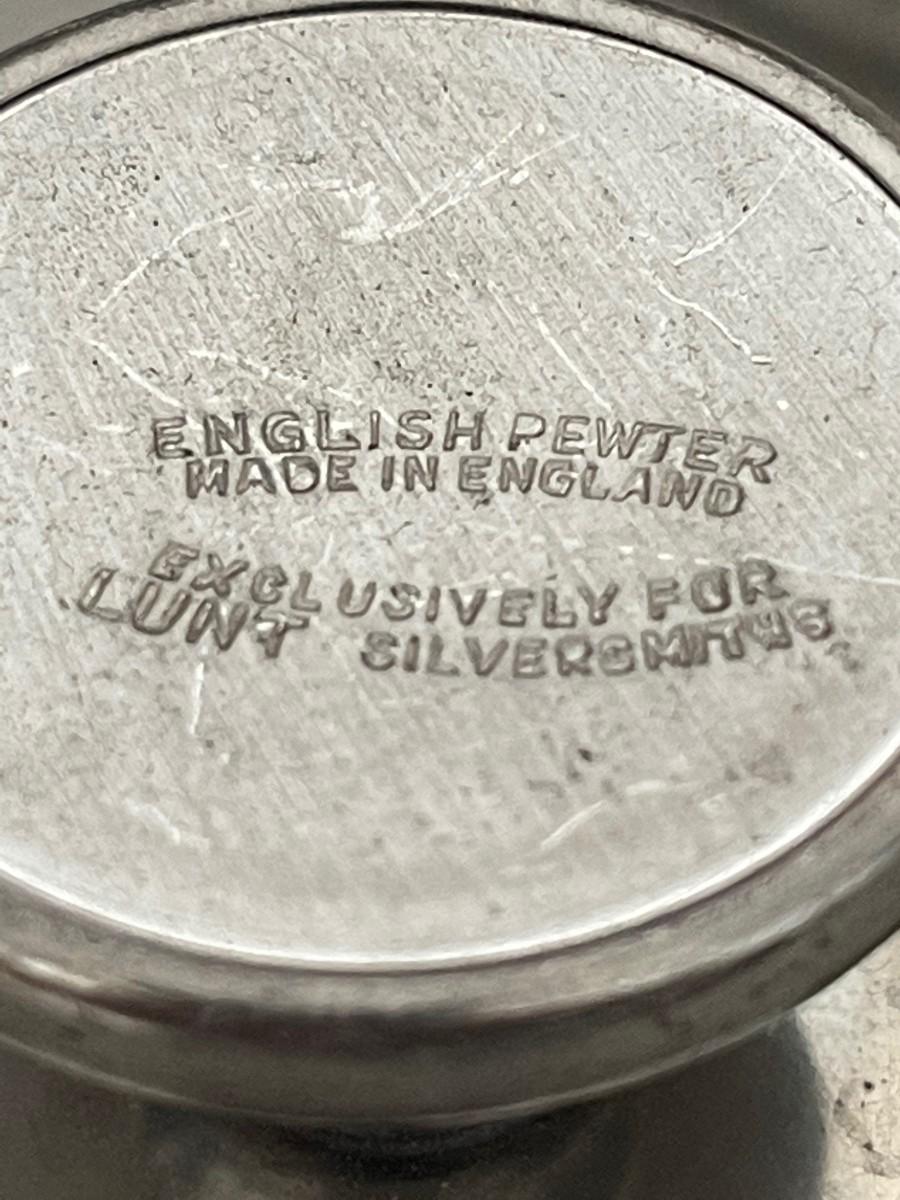 ENGLISH PEWTER
MADE IN ENGLAND
EXCLUSIVELY FOR
LUNT SILVERSMITHS